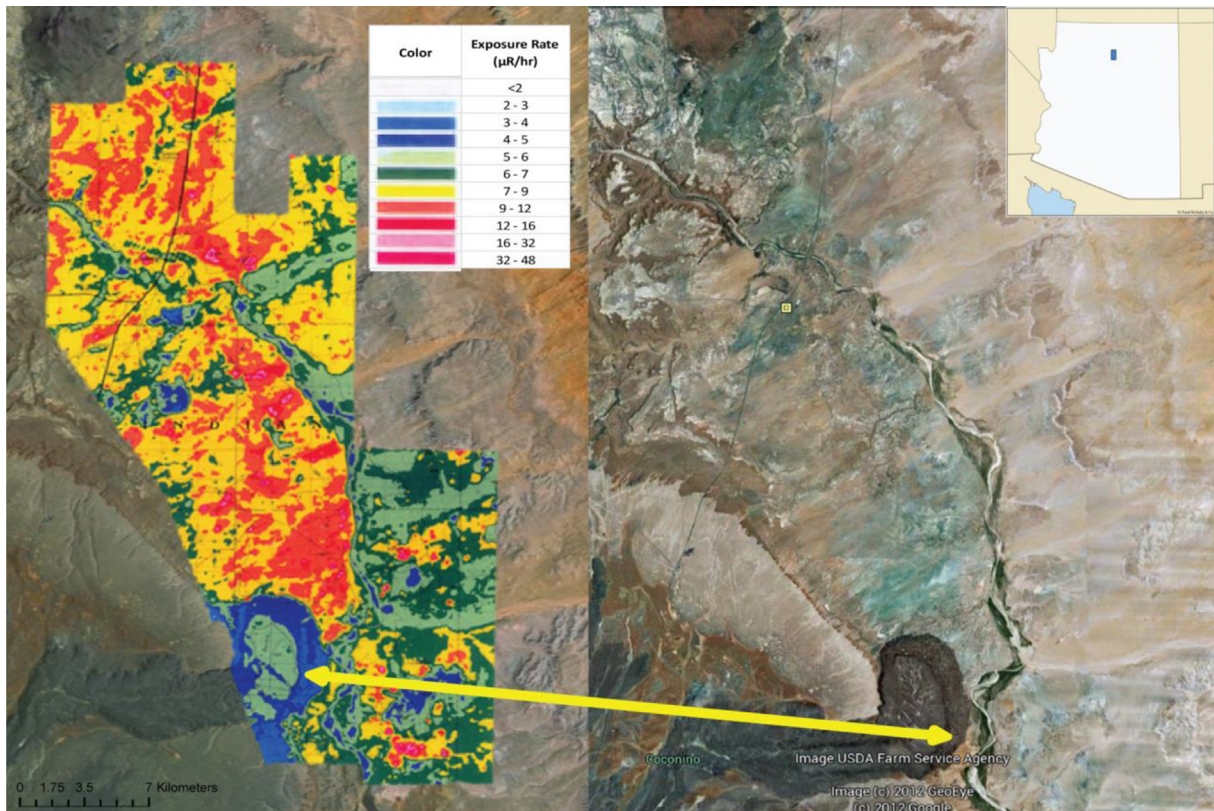 Color Exposure Rate
(µR/hr)
<2
2 - 3
3 - 4
4 - 5
5 - 6
6 - 7
7 - 9
9 - 12
12 - 16
16 - 32
32 - 48
I N D I A N
0 1.75 3.5 7 Kilometers
Coconino
Image USDA Farm Service Agency
Image (c) 2012 GeoEye
(c) 2012 Google